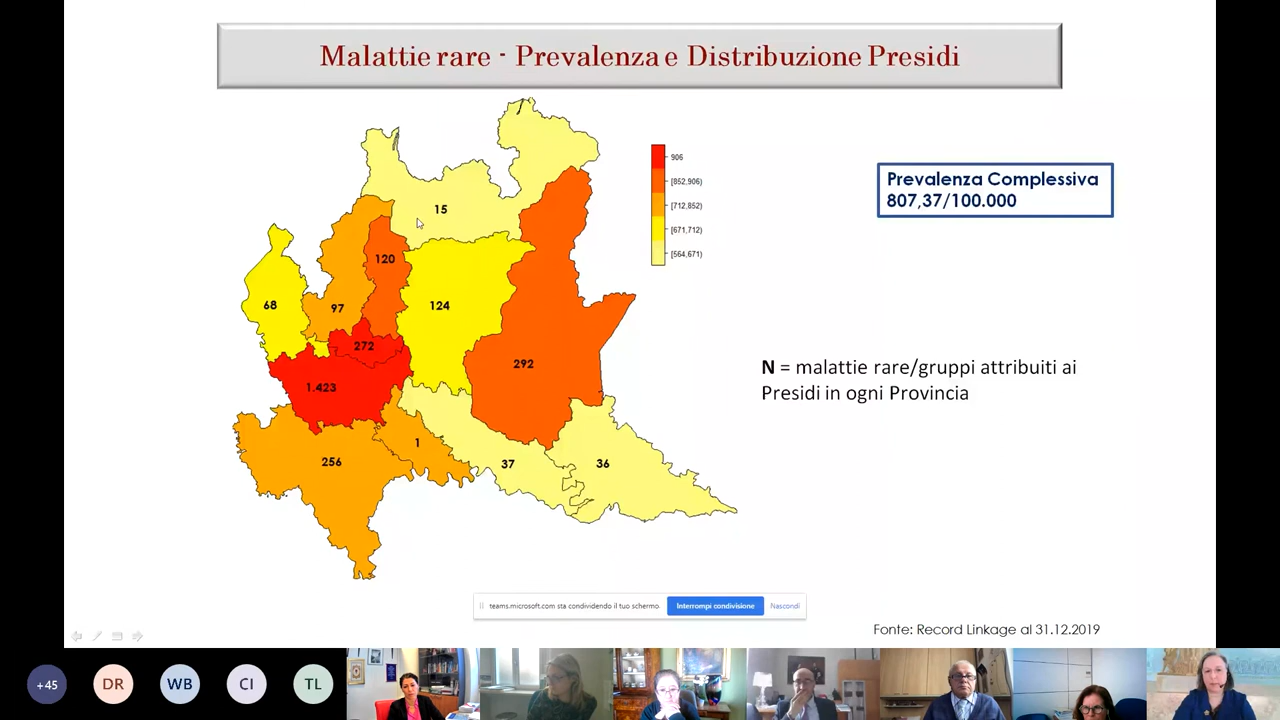 Malattie rare - Prevalenza e Distribuzione Presidi
906
[852,906)
[712,852)
[671,712)
[564,671)
Prevalenza Complessiva
807,37/100.000
15
120
68
97
124
272
292
1.423
1
256
37
36
N = malattie rare/gruppi attribuiti ai
Presidi in ogni Provincia
teams.microsoft.com sta condividendo il tuo schermo
Interrompi condivisione
Nascondi
Fonte: Record Linkage al 31.12.2019
+45
DR
WB
CI
TL